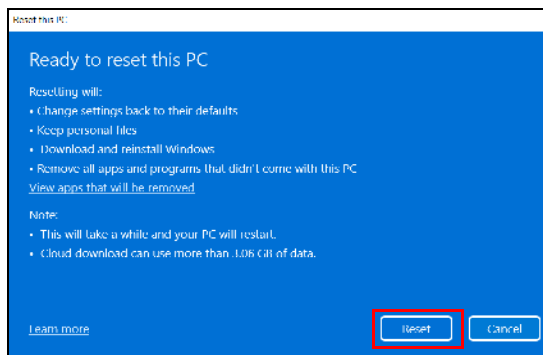 Reset this PC
Ready to reset this PC
Resetting will:
• Change settings back to their defaults
• Keep personal files
• Download and reinstall Windows
• Remove all apps and programs that didn't come with this PC
View apps that will be removed
Note:
• This will take a while and your PC will restart.
• Cloud download can use more than 3.06 GB of data.
Learn more
Reset
Cancel